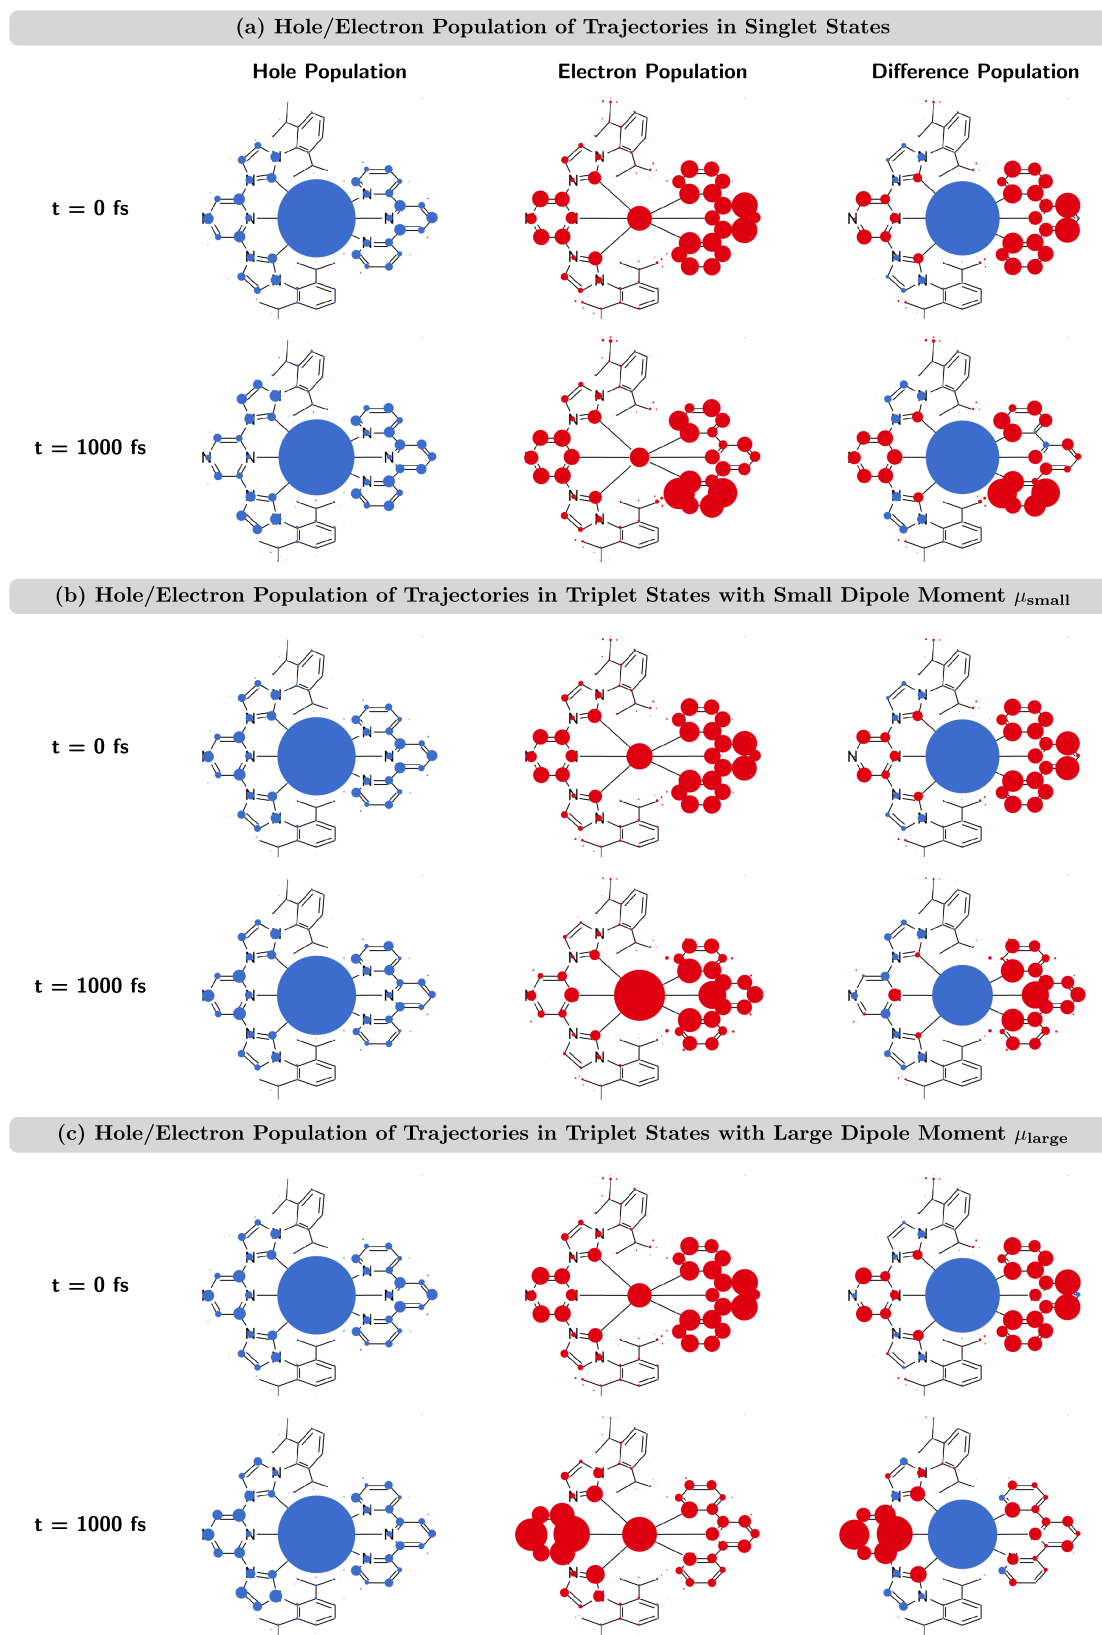 (a) Hole/Electron Population of Trajectories in Singlet States
Hole Population Electron Population Difference Population
t = 0 fs
t = 1000 fs
(b) Hole/Electron Population of Trajectories in Triplet States with Small Dipole Moment μsmall
t = 0 fs
t = 1000 fs
(c) Hole/Electron Population of Trajectories in Triplet States with Large Dipole Moment μlarge
t = 0 fs
t = 1000 fs